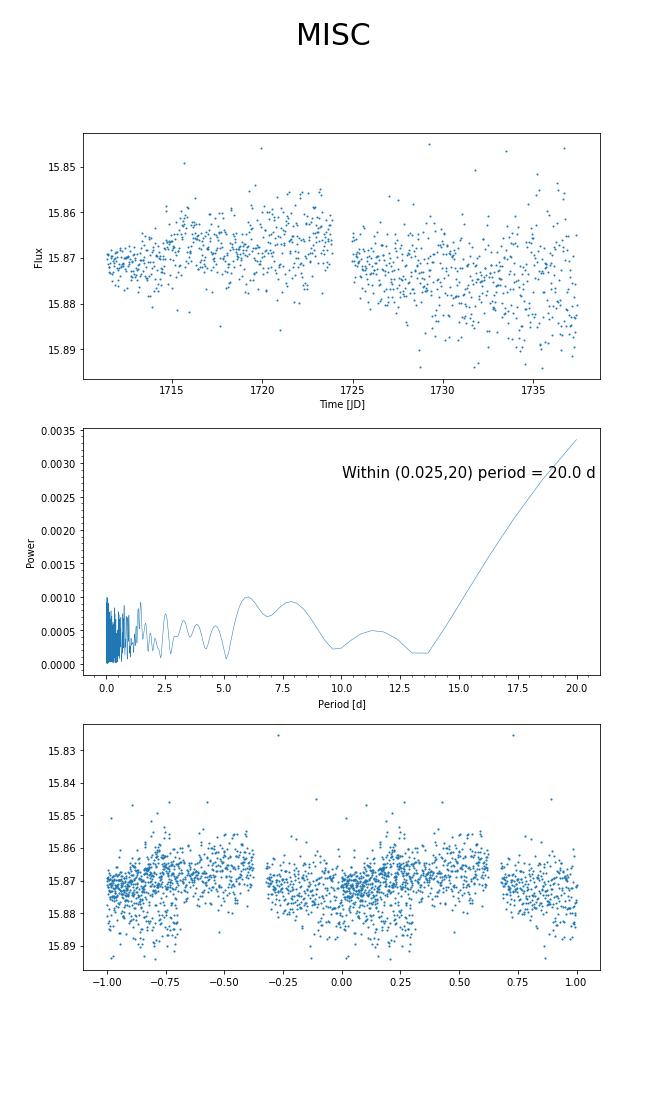 MISC
15.85
15.86
15.87
15.88
15.89
Flux
1715 1720 1725 1730 1735
Time [JD]
0.0035
0.0030
0.0025
0.0020
0.0015
0.0010
0.0005
0.0000
Power
Within (0.025,20) period = 20.0 d
0.0 2.5 5.0 7.5 10.0 12.5 15.0 17.5 20.0
Period [d]
15.83
15.84
15.85
15.86
15.87
15.88
15.89
−1.00 −0.75 −0.50 −0.25 0.00 0.25 0.50 0.75 1.00